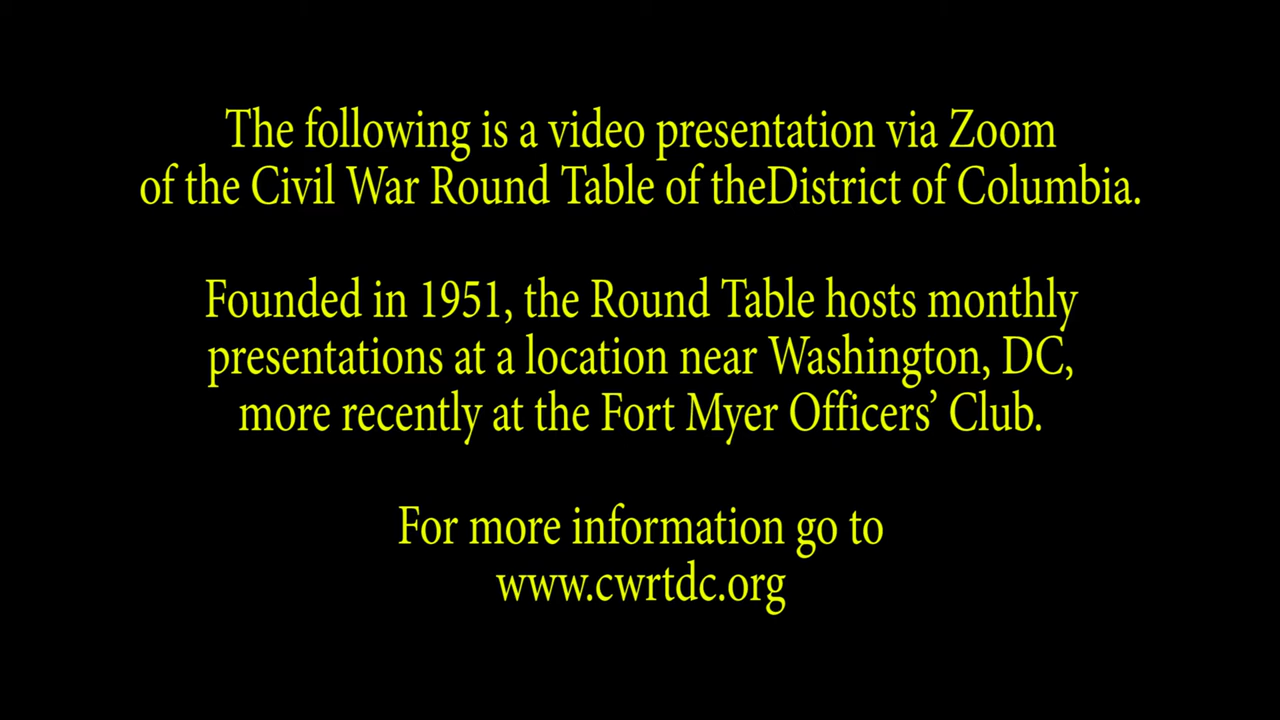 The following is a video presentation via Zoom
of the Civil War Round Table of theDistrict of Columbia.
Founded in 1951, the Round Table hosts monthly
presentations at a location near Washington, DC,
more recently at the Fort Myer Officers’ Club.
For more information go to
www.cwrtdc.org